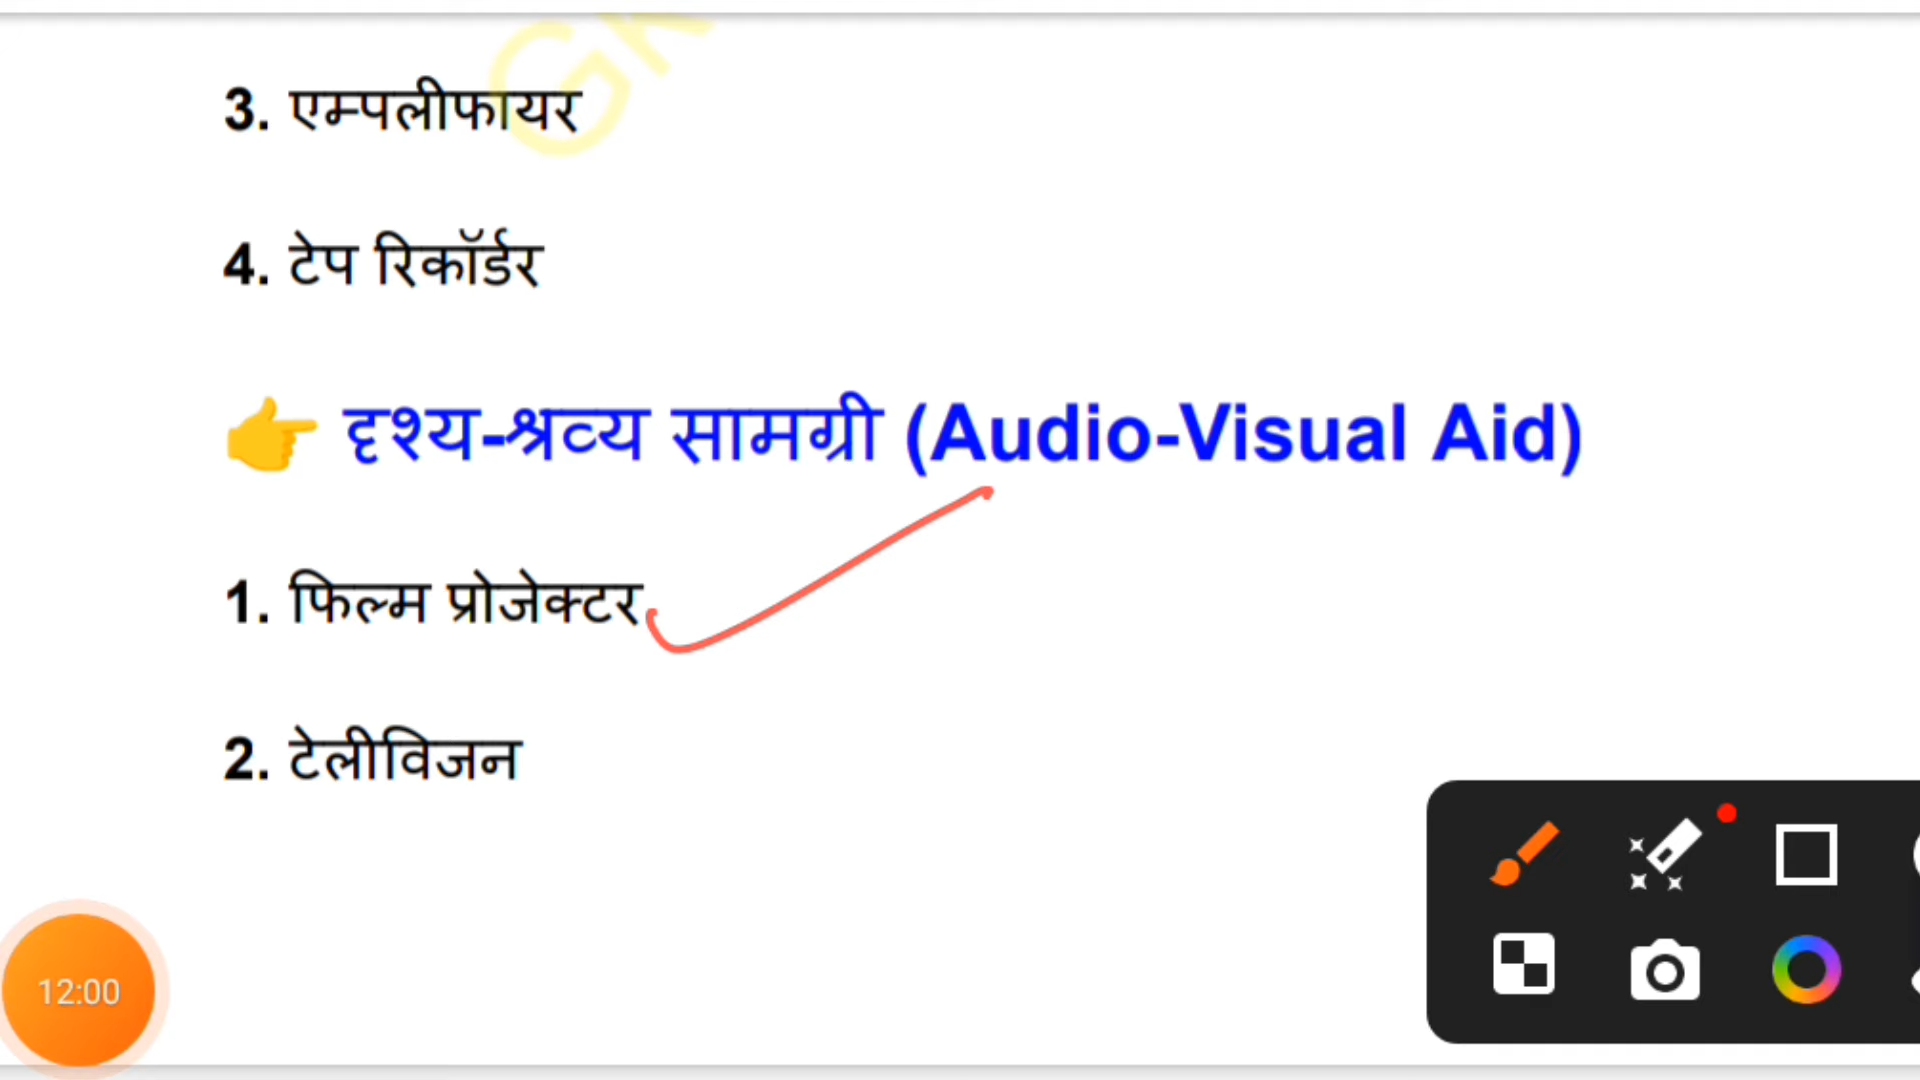 3. एम्पलीफायर
4. टेप रिकॉर्डर
👉 दृश्य-श्रव्य सामग्री (Audio-Visual Aid)
1. फिल्म प्रोजेक्टर
2. टेलीविजन
12:00